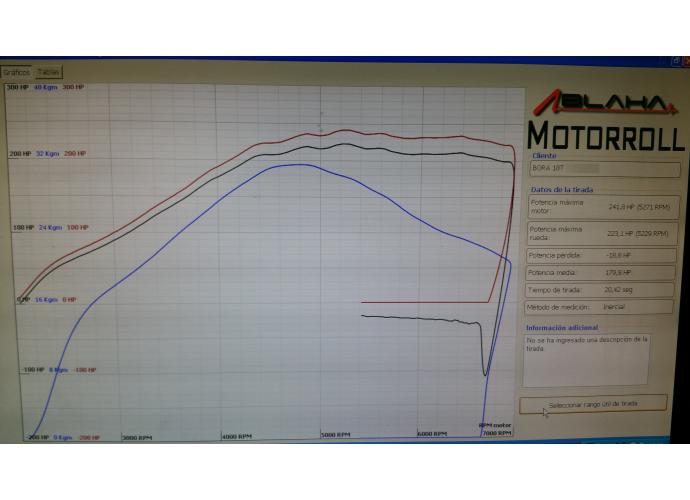 Gráficos Tablas
300 HP 40 Kgm 300 HP
200 HP 32 Kgm 200 HP
100 HP 24 Kgm 100 HP
0 HP 16 Kgm 0 HP
-100 HP 8 Kgm -100 HP
-200 HP 0 Kgm -200 HP
3000 RPM
4000 RPM
5000 RPM
6000 RPM
RPM motor
7000 RPM
ABLAHA
MOTORROLL
Cliente
BORA 18T
Datos de la tirada
Potencia máxima motor: 241,8 HP (5271 RPM)
Potencia máxima rueda: 223,1 HP (5229 RPM)
Potencia pérdida: -18,8 HP
Potencia media: 179,9 HP
Tiempo de tirada: 20,42 seg
Método de medición: Inercial
Información adicional
No se ha ingresado una descripción de la
tirada.
Seleccionar rango útil de tirada